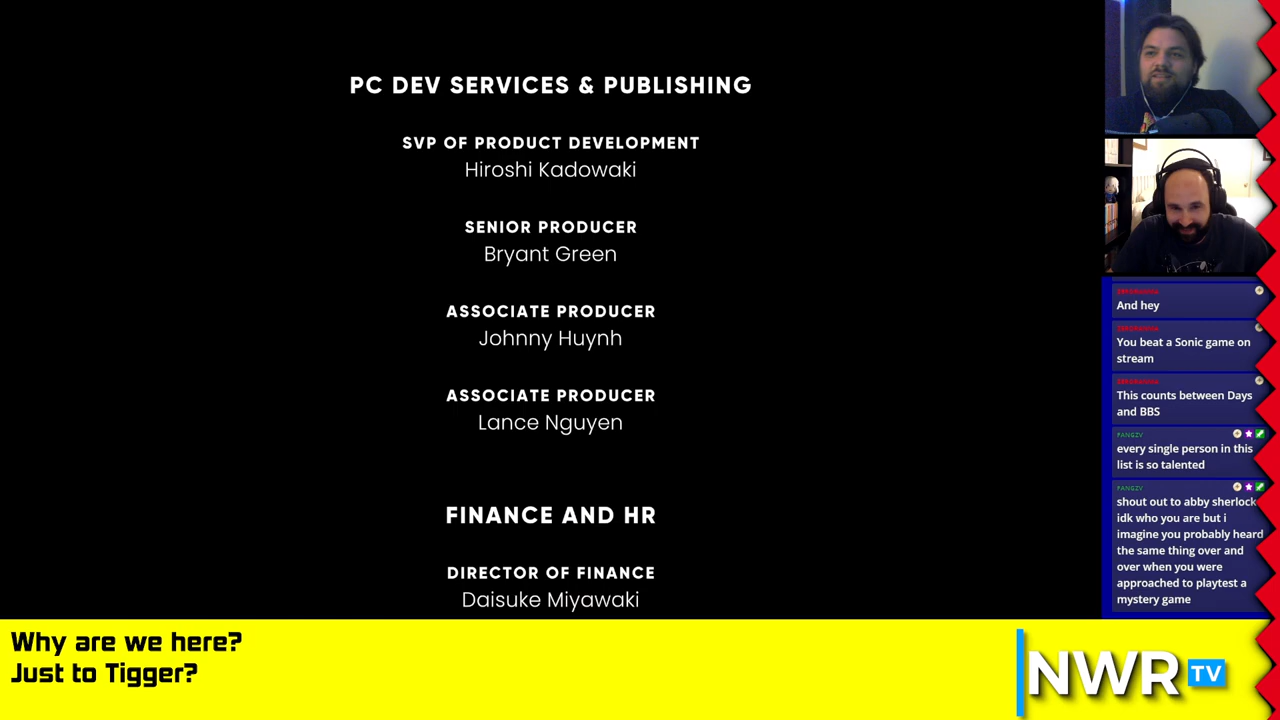 PC DEV SERVICES & PUBLISHING
SVP OF PRODUCT DEVELOPMENT
Hiroshi Kadowaki
SENIOR PRODUCER
Bryant Green
ASSOCIATE PRODUCER
Johnny Huynh
ASSOCIATE PRODUCER
Lance Nguyen
FINANCE AND HR
DIRECTOR OF FINANCE
Daisuke Miyawaki
And hey
You beat a Sonic game on
stream
This counts between Days
and BBS
FANGZV
every single person in this
list is so talented
FANGZV
shout out to abby sherlock
idk who you are but i
imagine you probably heard
the same thing over and
over when you were
approached to playtest a
mystery game
Why are we here?
Just to Tigger?
NWR TV